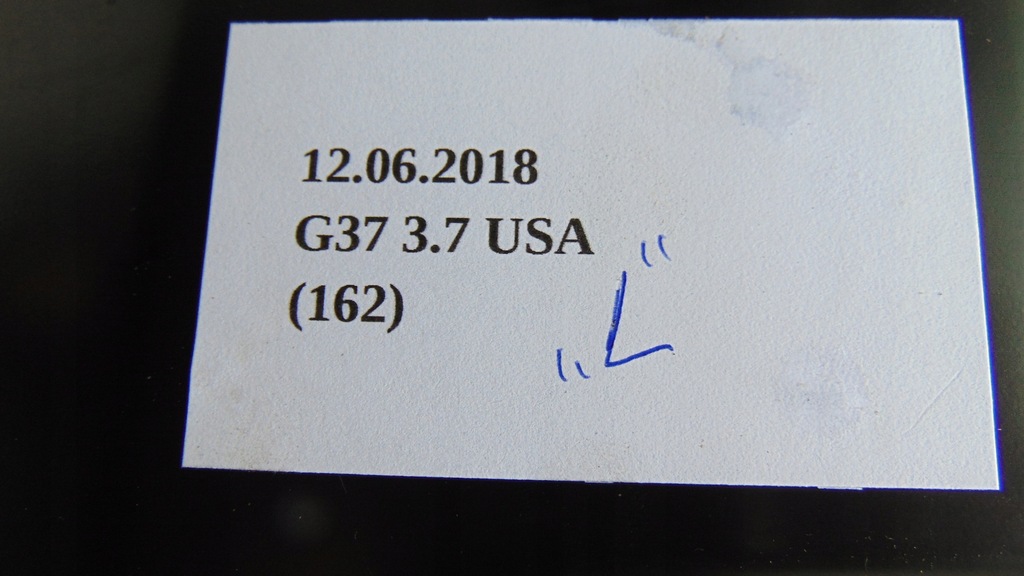 12.06.2018
G37 3.7 USA
(162)
„L“